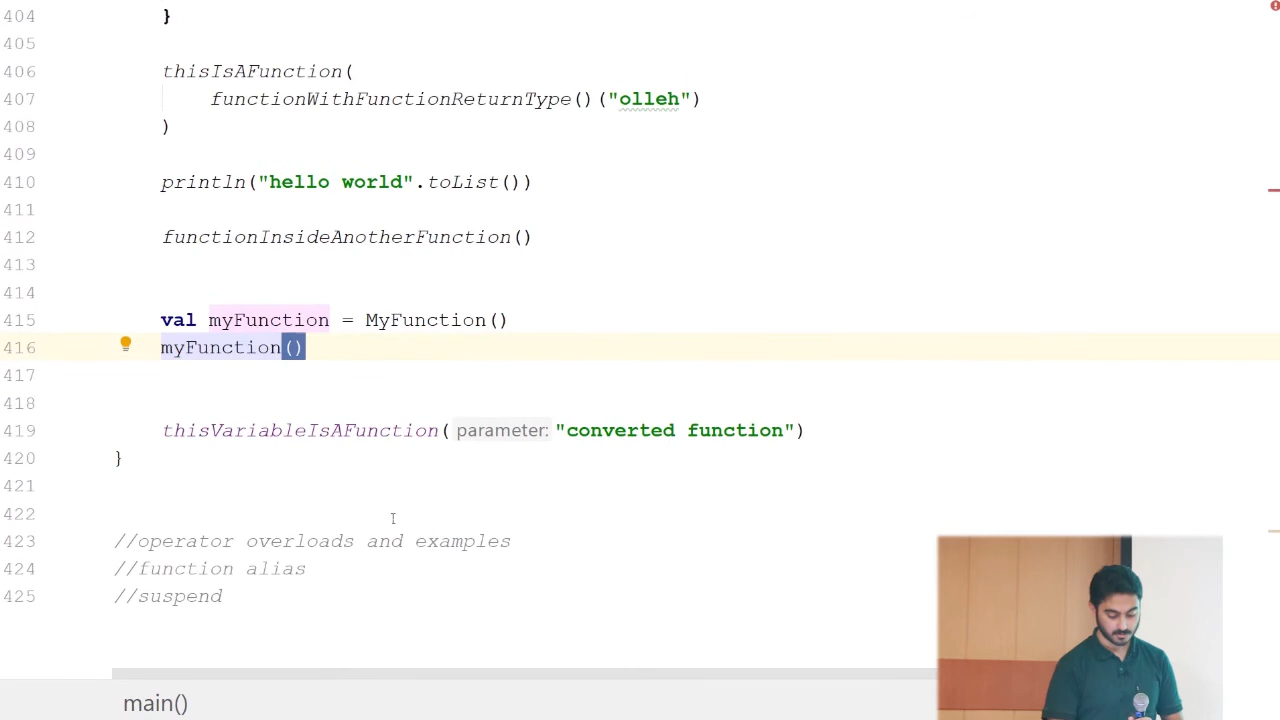 404 }
405
406 thisIsAFunction(
407 functionWithFunctionReturnType()("olleh")
408 )
409
410 println("hello world".toList())
411
412 functionInsideAnotherFunction()
413
414
415 val myFunction = MyFunction()
416 myFunction()
417
418
419 thisVariableIsAFunction( parameter: "converted function")
420 }
421
422
423 //operator overloads and examples
424 //function alias
425 //suspend
main()